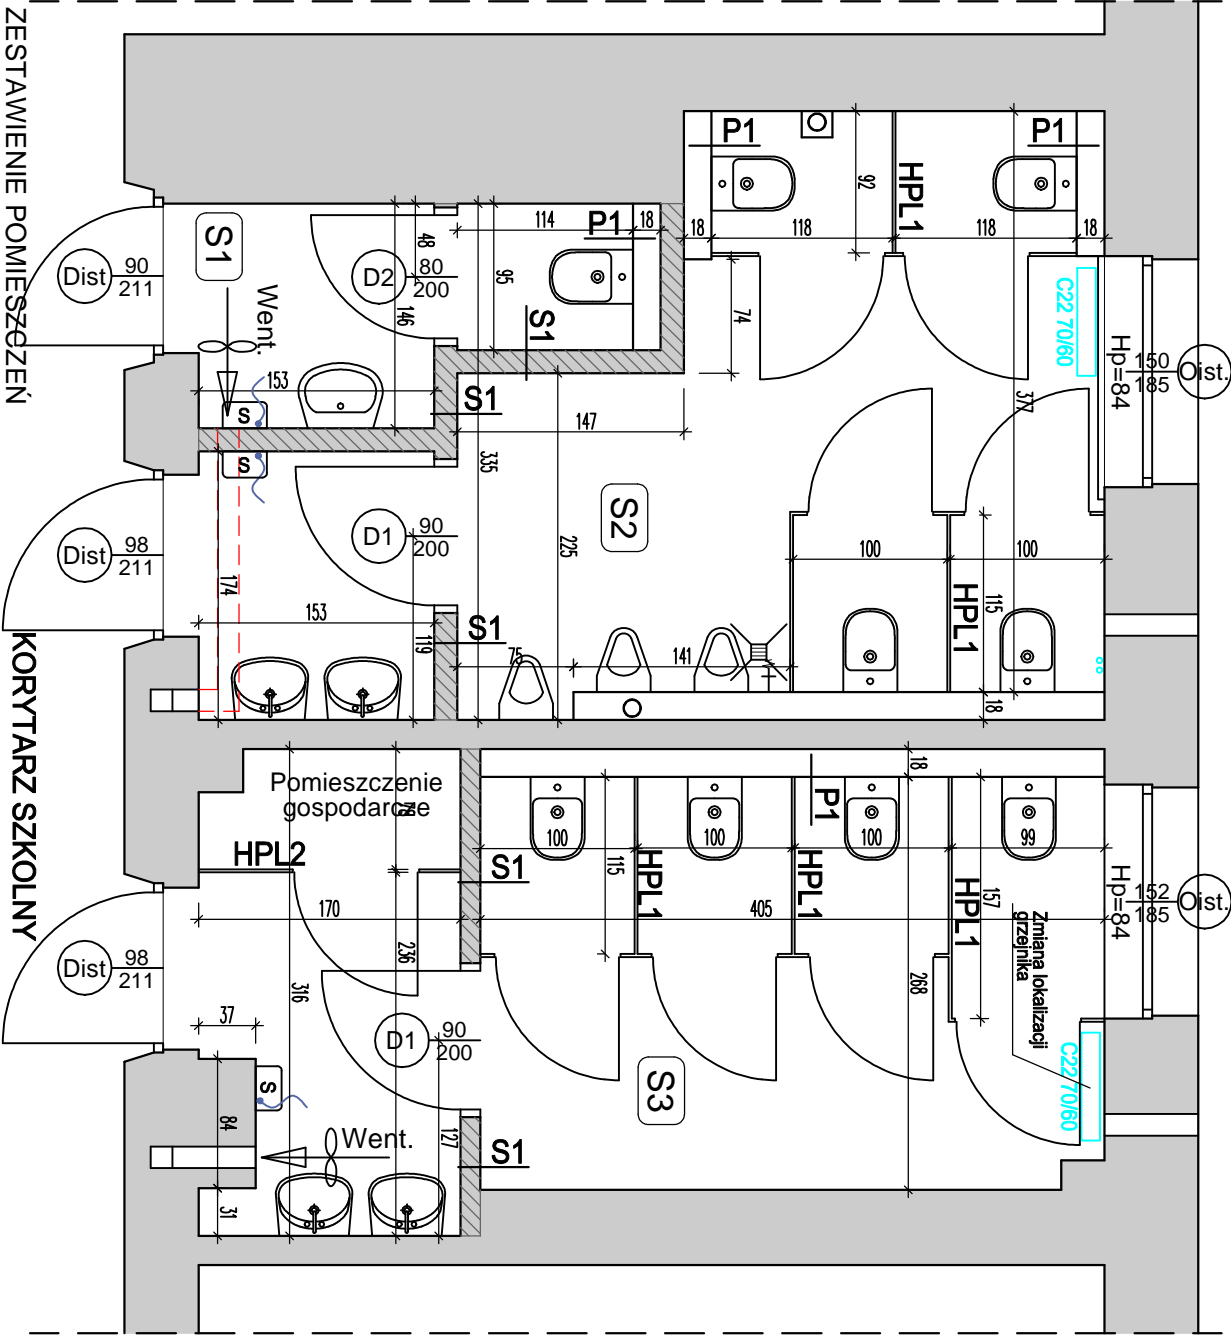 ZESTAWIENIE POMIESZCZEŃ
KORYTARZ SZKOLNY
P1
P1
HPL1
92
18
118
118
18
P1
114
18
95
48
146
S1
Dist
90
211
Went.
D2
80
200
S1
74
C22 70/60
Hp=84
150
185
Oist.
377
153
S
S
S1
147
335
S2
225
D1
90
200
Dist
98
211
174
153
119
S1
75
141
100
100
115
HPL1
18
88
Pomieszczenie
gospodarcze
HPL2
18
P1
100
100
100
99
115
HPL1
HPL1
HPL1
157
S1
170
405
236
316
268
Zmiana lokalizacji
grzejnika
Hp=84
152
185
Oist.
C22 70/60
Dist
98
211
37
D1
90
200
S3
S
84
Went.
127
S1
31